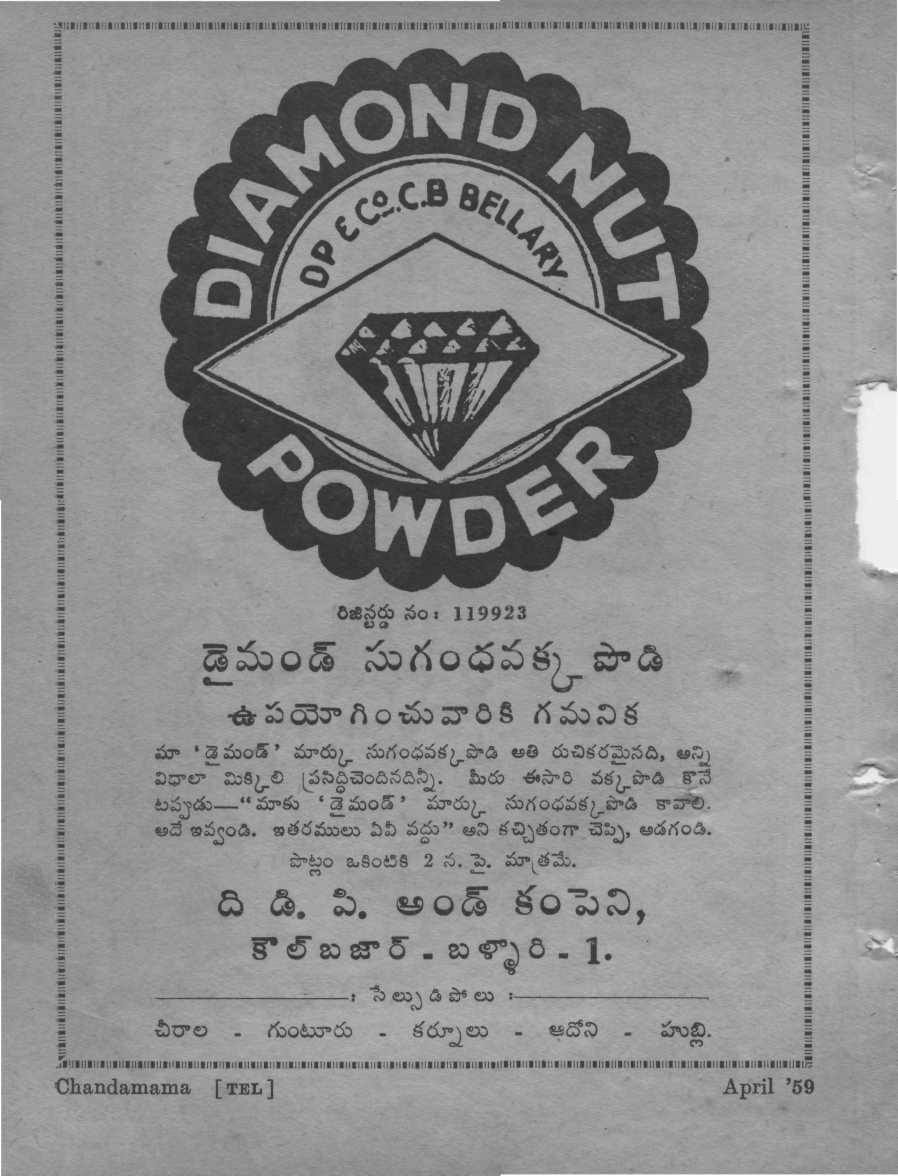 DIAMOND NUT
D P & Cº. C.B BELLARY
POWDER
రిజిస్టర్డు నం: 119923
డైమండ్ సుగంధవక్క పొడి
ఉపయోగించువారికి గమనిక
మా ‘డైమండ్’ మార్కు సుగంధవక్కపొడి అతి రుచికరమైనది, అన్ని
విధాలా మిక్కిలి ప్రసిద్ధిచెందినదిన్నీ. మీరు ఈసారి వక్కపొడి కొనే
టప్పుడు—“మాకు ‘డైమండ్’ మార్కు సుగంధవక్కపొడి కావాలి.
అదే ఇవ్వండి. ఇతరములు ఏవీ వద్దు” అని కచ్చితంగా చెప్పి, అడగండి.
పొట్లం ఒకింటికి 2 న. పై. మాత్రమే.
ది డి. పి. అండ్ కంపెని,
కౌల్‌బజార్ - బళ్ళారి - 1.
: సేల్సుడిపోలు :
చీరాల - గుంటూరు - కర్నూలు - ఆదోని - హుబ్లి.
Chandamama [TEL] April ’59